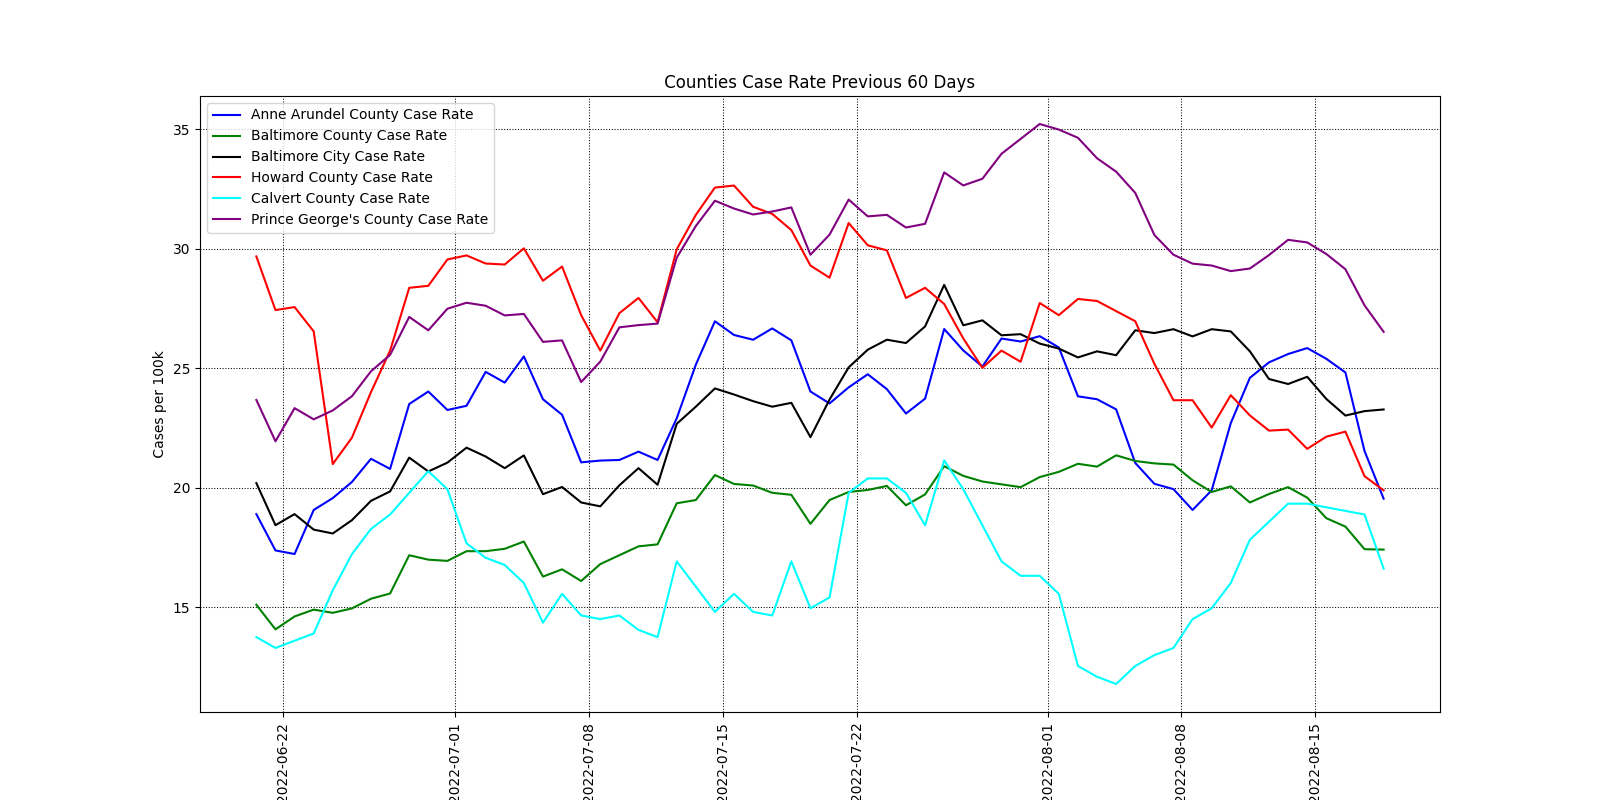 Counties Case Rate Previous 60 Days
Anne Arundel County Case Rate
Baltimore County Case Rate
Baltimore City Case Rate
Howard County Case Rate
Calvert County Case Rate
Prince George's County Case Rate
Cases per 100k
35
30
25
20
15
2022-06-22
2022-07-01
2022-07-08
2022-07-15
2022-07-22
2022-08-01
2022-08-08
2022-08-15